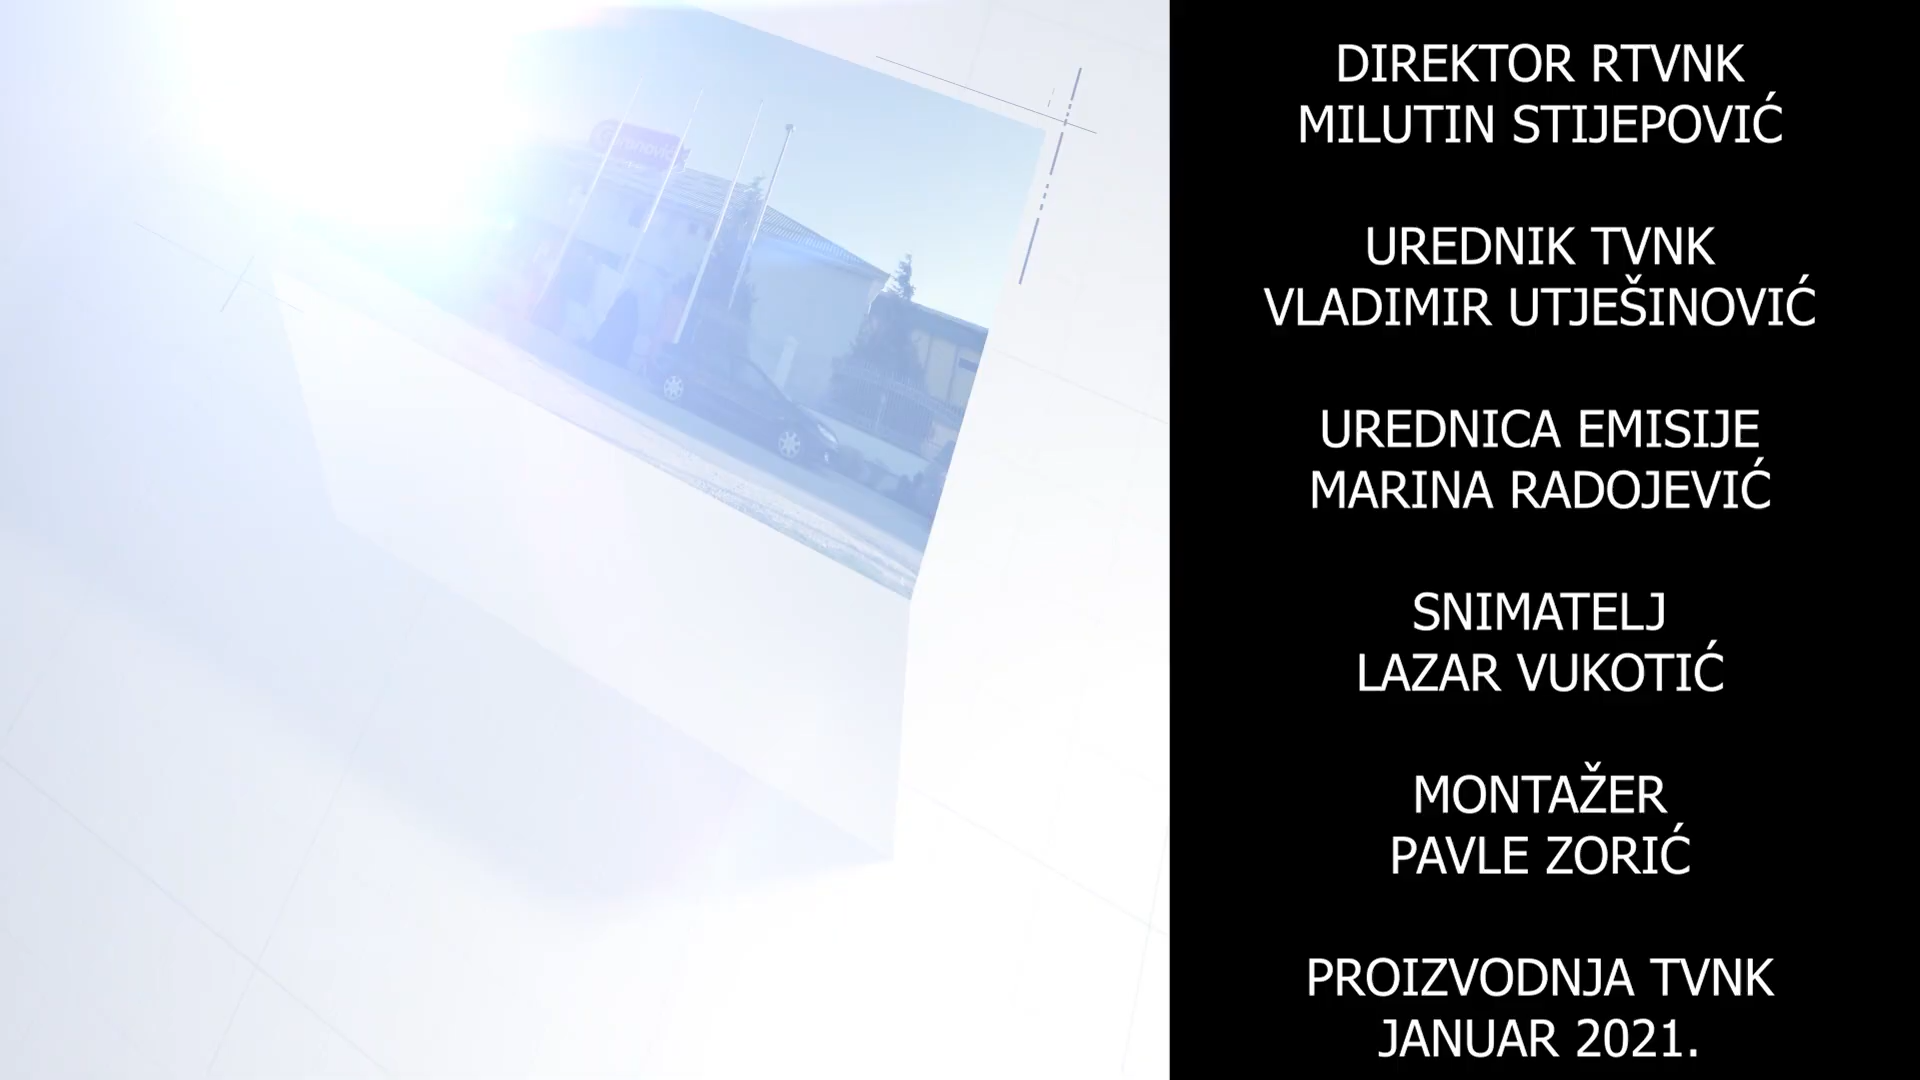 DIREKTOR RTVNK
MILUTIN STIJEPOVIĆ
UREDNIK TVNK
VLADIMIR UTJEŠINOVIĆ
UREDNICA EMISIJE
MARINA RADOJEVIĆ
SNIMATELJ
LAZAR VUKOTIĆ
MONTAŽER
PAVLE ZORIĆ
PROIZVODNJA TVNK
JANUAR 2021.